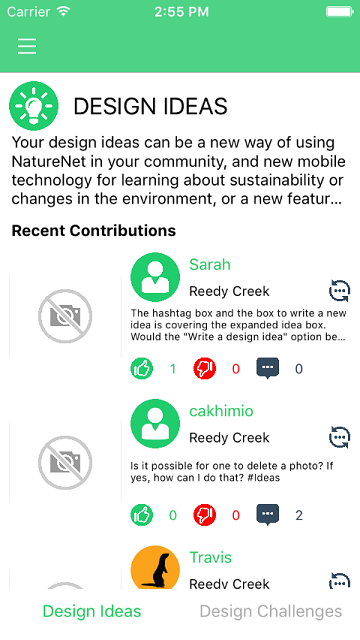 Carrier 2:55 PM
DESIGN IDEAS
Your design ideas can be a new way of using
NatureNet in your community, and new mobile
technology for learning about sustainability or
changes in the environment, or a new featur...
Recent Contributions
Sarah
Reedy Creek
The hashtag box and the box to write a new
idea is covering the expanded idea box.
Would the "Write a design idea" option be...
1 0 0
cakhimio
Reedy Creek
Is it possible for one to delete a photo? If
yes, how can I do that? #Ideas
0 0 2
Travis
Reedy Creek
Design Ideas Design Challenges